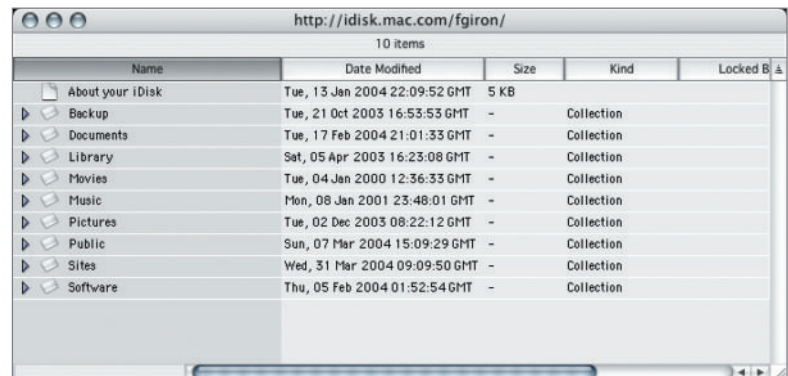 http://idisk.mac.com/fgiron/
10 items
Name Date Modified Size Kind Locked B
About your iDisk Tue, 13 Jan 2004 22:09:52 GMT 5 KB
Backup Tue, 21 Oct 2003 16:53:53 GMT - Collection
Documents Tue, 17 Feb 2004 21:01:33 GMT - Collection
Library Sat, 05 Apr 2003 16:23:08 GMT - Collection
Movies Tue, 04 Jan 2000 12:36:33 GMT - Collection
Music Mon, 08 Jan 2001 23:48:01 GMT - Collection
Pictures Tue, 02 Dec 2003 08:22:12 GMT - Collection
Public Sun, 07 Mar 2004 15:09:29 GMT - Collection
Sites Wed, 31 Mar 2004 09:09:50 GMT - Collection
Software Thu, 05 Feb 2004 01:52:54 GMT - Collection